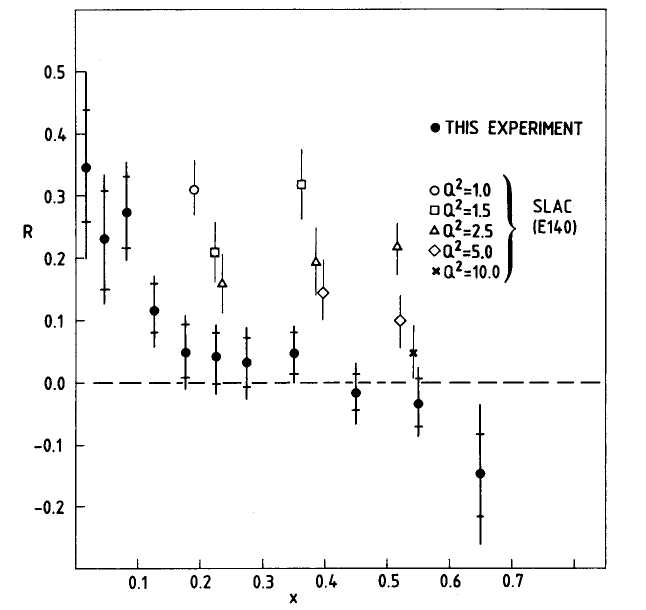 0.5
0.4
0.3
R
0.2
0.1
0.0
-0.1
-0.2
THIS EXPERIMENT
Q²=1.0
Q²=1.5
Q²=2.5
Q²=5.0
Q²=10.0
SLAC
(E140)
0.1 0.2 0.3 0.4 0.5 0.6 0.7
x